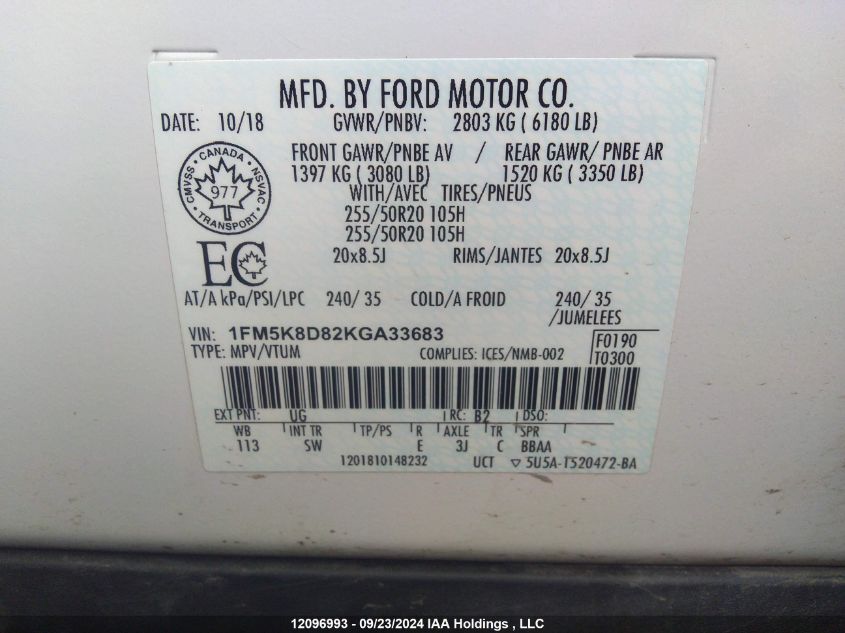 MFD. BY FORD MOTOR CO.
DATE: 10/18 GVWR/PNBV: 2803 KG ( 6180 LB)
FRONT GAWR/PNBE AV / REAR GAWR/ PNBE AR
1397 KG ( 3080 LB) 1520 KG ( 3350 LB)
WITH/AVEC TIRES/PNEUS
255/50R20 105H
255/50R20 105H
20x8.5J RIMS/JANTES 20x8.5J
CMVSS • CANADA • NSVAC • TRANSPORT •
977
EC
AT/A kPa/PSI/LPC 240/ 35 COLD/A FROID 240/ 35
/JUMELEES
VIN: 1FM5K8D82KGA33683 F0190
TYPE: MPV/VTUM COMPLIES: ICES/NMB-002 T0300
EXT PNT: UG RC: B2 DSO:
WB INT TR TP/PS R AXLE TR SPR
113 SW E 3J C BBAA
1201810148232 UCT ▽ 5U5A-1520472-BA
12096993 - 09/23/2024 IAA Holdings , LLC